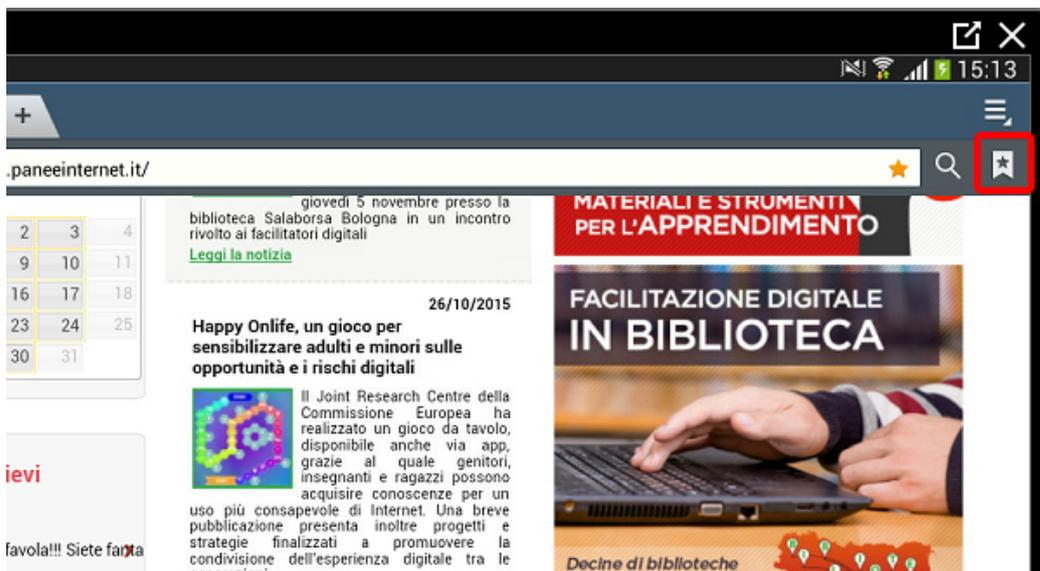 15:13
+
.paneeinternet.it/
2 3 4
9 10 11
16 17 18
23 24 25
30 31
ievi
favola!!! Siete
giovedì 5 novembre presso la
biblioteca Salaborsa Bologna in un incontro
rivolto ai facilitatori digitali
Leggi la notizia
26/10/2015
Happy Onlife, un gioco per
sensibilizzare adulti e minori sulle
opportunità e i rischi digitali
Il Joint Research Centre della
Commissione Europea ha
realizzato un gioco da tavolo,
disponibile anche via app,
grazie al quale genitori,
insegnanti e ragazzi possono
acquisire conoscenze per un
uso più consapevole di Internet. Una breve
pubblicazione presenta inoltre progetti e
strategie finalizzati a promuovere la
condivisione dell'esperienza digitale tra le
MATERIALI E STRUMENTI
PER L'APPRENDIMENTO
FACILITAZIONE DIGITALE
IN BIBLIOTECA
Decine di biblioteche